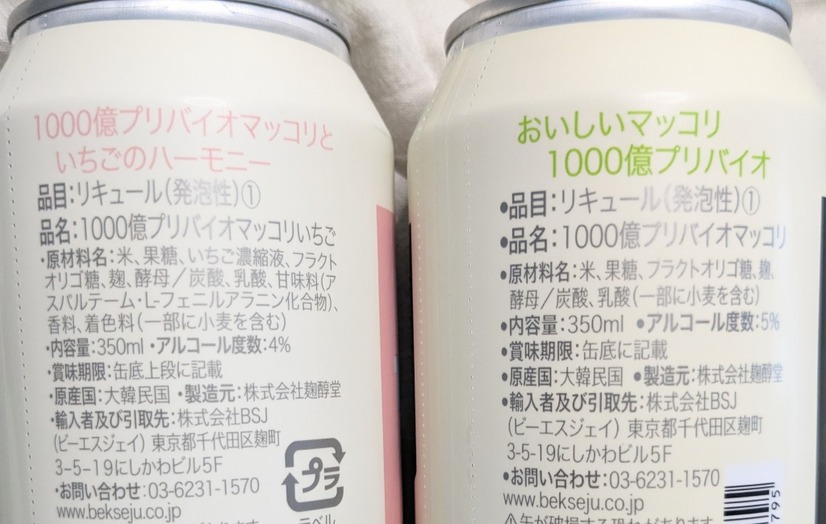 1000億プリバイオマッコリと
いちごのハーモニー
品目:リキュール(発泡性)①
品名:1000億プリバイオマッコリいちご
・原材料名:米、果糖、いちご濃縮液、フラクト
オリゴ糖、麹、酵母/炭酸、乳酸、甘味料(ア
スパルテーム・L-フェニルアラニン化合物)、
香料、着色料(一部に小麦を含む)
・内容量:350ml ・アルコール度数:4%
・賞味期限:缶底上段に記載
・原産国:大韓民国 ・製造元:株式会社麹醇堂
・輸入者及び引取先:株式会社BSJ
(ビーエスジェイ) 東京都千代田区麹町
3-5-19にしかわビル5F
・お問い合わせ:03-6231-1570
www.bekseju.co.jp
プラ
ラベル
おいしいマッコリ
1000億プリバイオ
●品目:リキュール(発泡性)①
●品名:1000億プリバイオマッコリ
●原材料名:米、果糖、フラクトオリゴ糖、麹、
酵母/炭酸、乳酸(一部に小麦を含む)
●内容量:350ml ●アルコール度数:5%
●賞味期限:缶底に記載
●原産国:大韓民国 ●製造元:株式会社麹醇堂
●輸入者及び引取先:株式会社BSJ
(ビーエスジェイ) 東京都千代田区麹町
3-5-19にしかわビル5F
●お問い合わせ:03-6231-1570
www.bekseju.co.jp
⚠缶が破損する恐れがあります
795